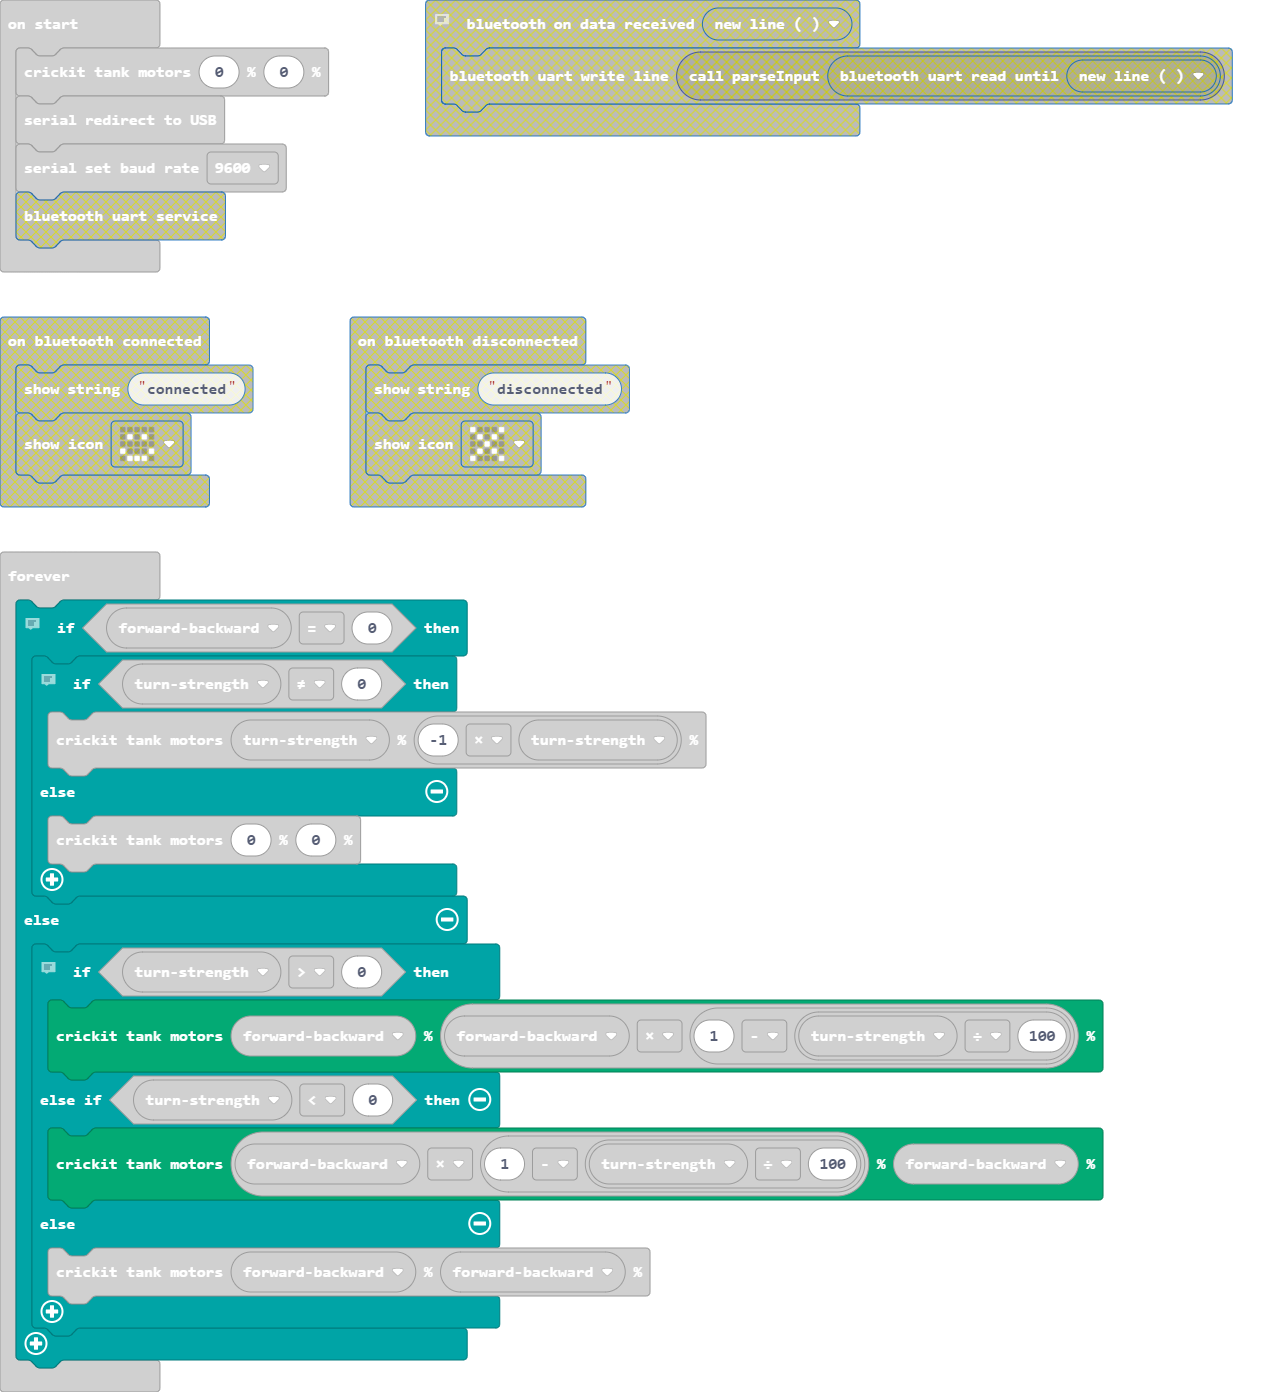 on start
crickit tank motors 0 % 0 %
serial redirect to USB
serial set baud rate 9600
bluetooth uart service
bluetooth on data received new line ( )
bluetooth uart write line call parseInput bluetooth uart read until new line ( )
on bluetooth connected
show string "connected"
show icon
on bluetooth disconnected
show string "disconnected"
show icon
forever
if forward-backward = 0 then
if turn-strength ≠ 0 then
crickit tank motors turn-strength % -1 × turn-strength %
else
crickit tank motors 0 % 0 %
else
if turn-strength > 0 then
crickit tank motors forward-backward % forward-backward × 1 - turn-strength ÷ 100 %
else if turn-strength < 0 then
crickit tank motors forward-backward × 1 - turn-strength ÷ 100 % forward-backward %
else
crickit tank motors forward-backward % forward-backward %